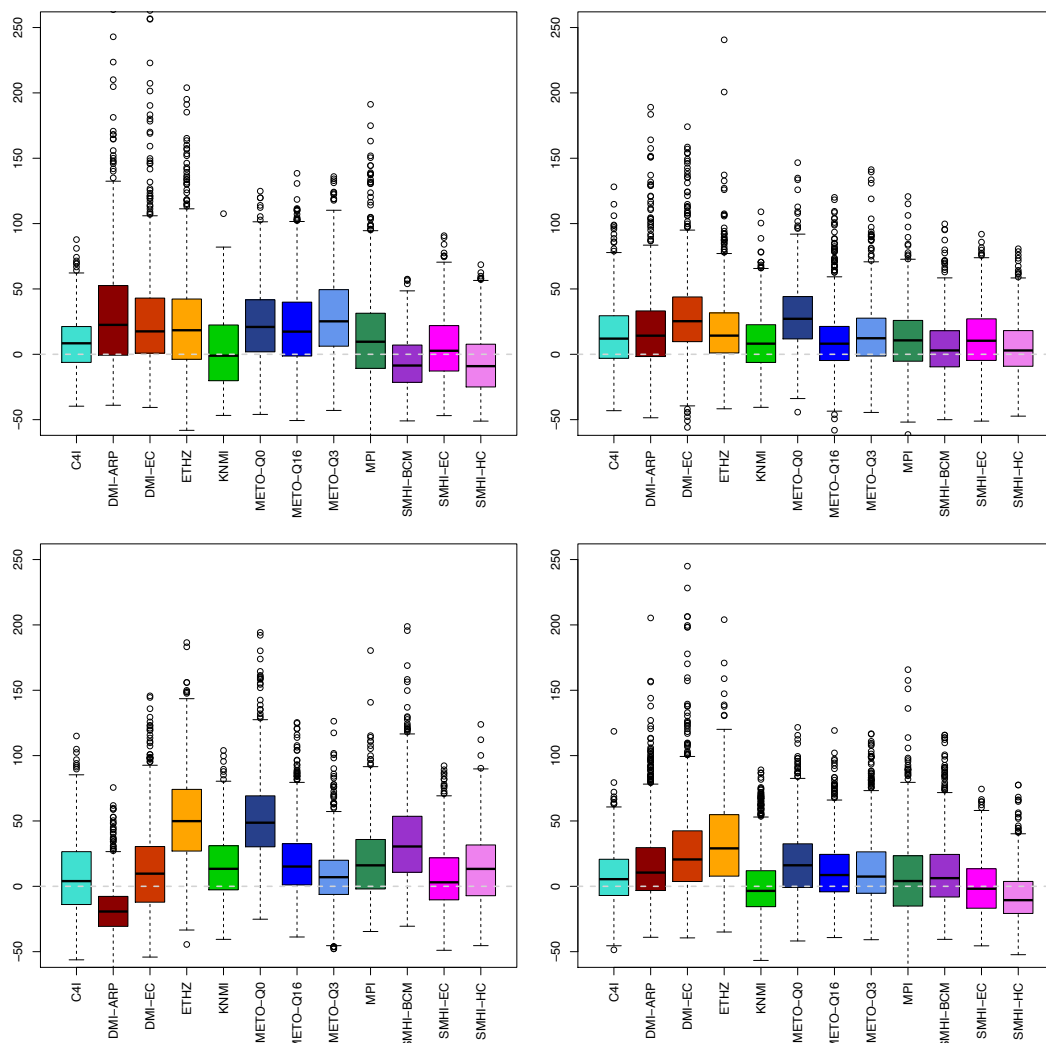 250
200
150
100
50
0
50
C4I
DMI−ARP
DMI−EC
ETHZ
KNMI
METO−Q0
METO−Q16
METO−Q3
MPI
SMHI−BCM
SMHI−EC
SMHI−HC
250
200
150
100
50
0
50
C4I
DMI−ARP
DMI−EC
ETHZ
KNMI
METO−Q0
METO−Q16
METO−Q3
MPI
SMHI−BCM
SMHI−EC
SMHI−HC
250
200
150
100
50
0
50
C4I
DMI−ARP
DMI−EC
ETHZ
KNMI
METO−Q0
METO−Q16
METO−Q3
MPI
SMHI−BCM
SMHI−EC
SMHI−HC
250
200
150
100
50
0
50
C4I
DMI−ARP
DMI−EC
ETHZ
KNMI
METO−Q0
METO−Q16
METO−Q3
MPI
SMHI−BCM
SMHI−EC
SMHI−HC